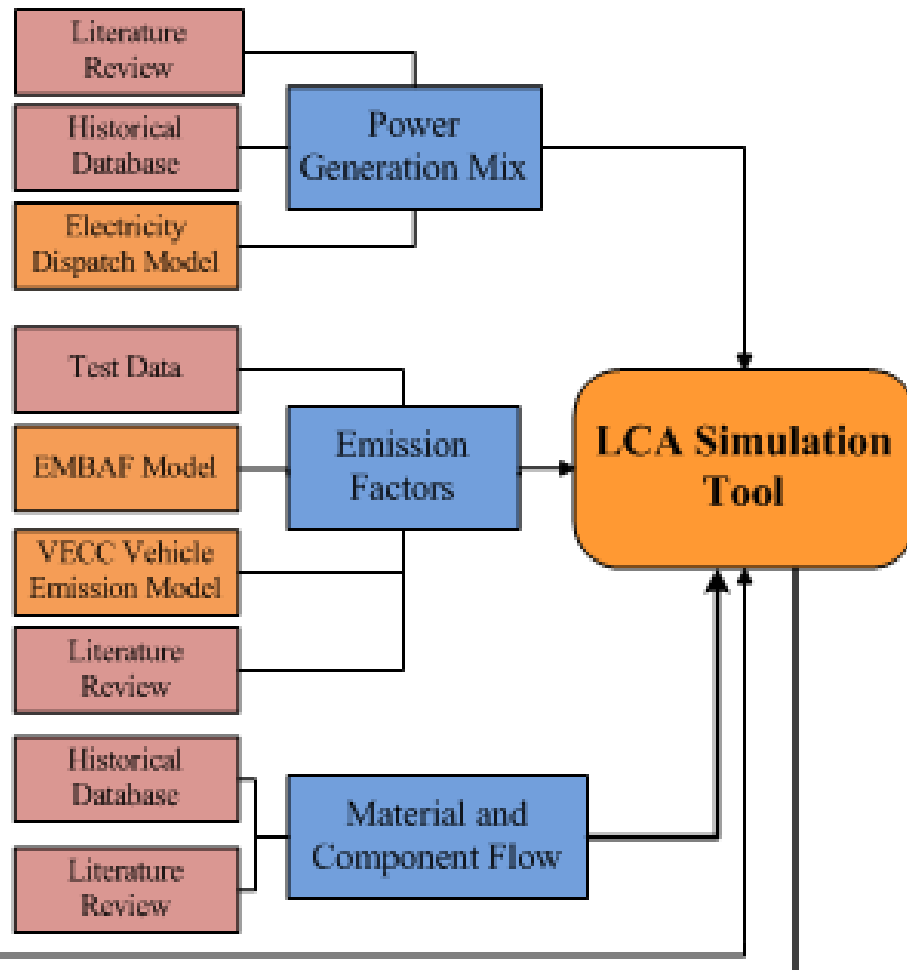 Literature
Review
Historical
Database
Electricity
Dispatch Model
Power
Generation Mix
Test Data
EMBAF Model
VECC Vehicle
Emission Model
Literature
Review
Emission
Factors
LCA Simulation
Tool
Historical
Database
Literature
Review
Material and
Component Flow